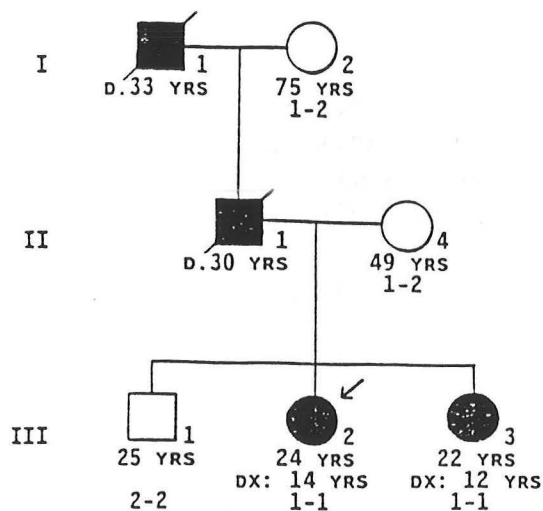 I
1
2
D.33 YRS
75 YRS
1-2
II
1
4
D.30 YRS
49 YRS
1-2
III
1
2
3
25 YRS
24 YRS
22 YRS
DX: 14 YRS
DX: 12 YRS
2-2
1-1
1-1